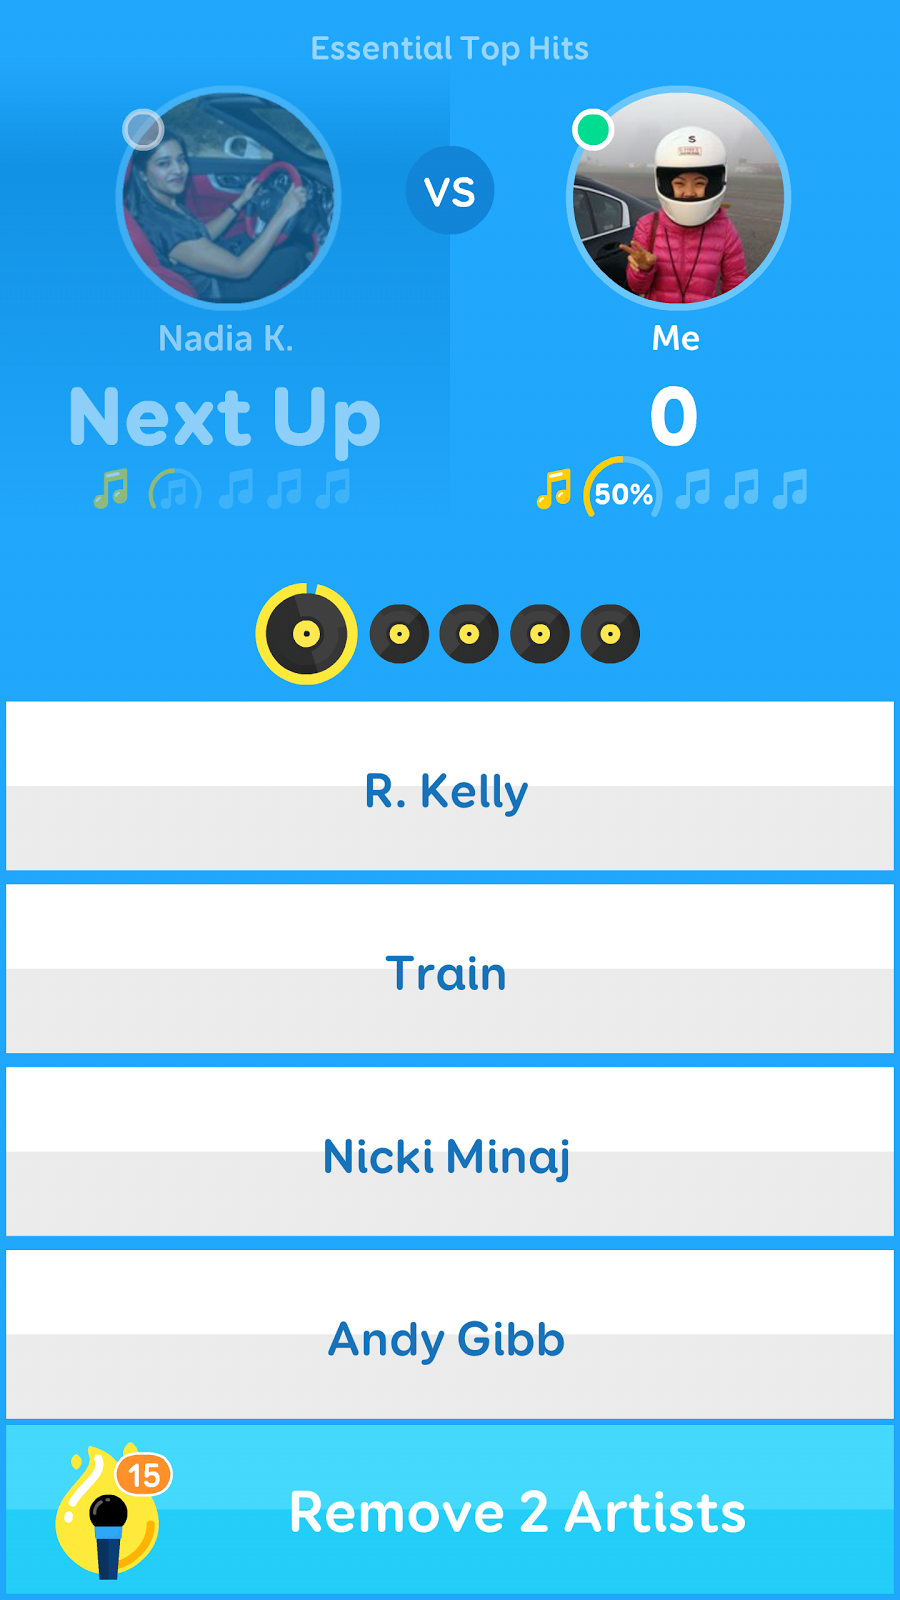 Essential Top Hits
VS
S
Nadia K.
Me
Next Up
0
50%
R. Kelly
Train
Nicki Minaj
Andy Gibb
15
Remove 2 Artists